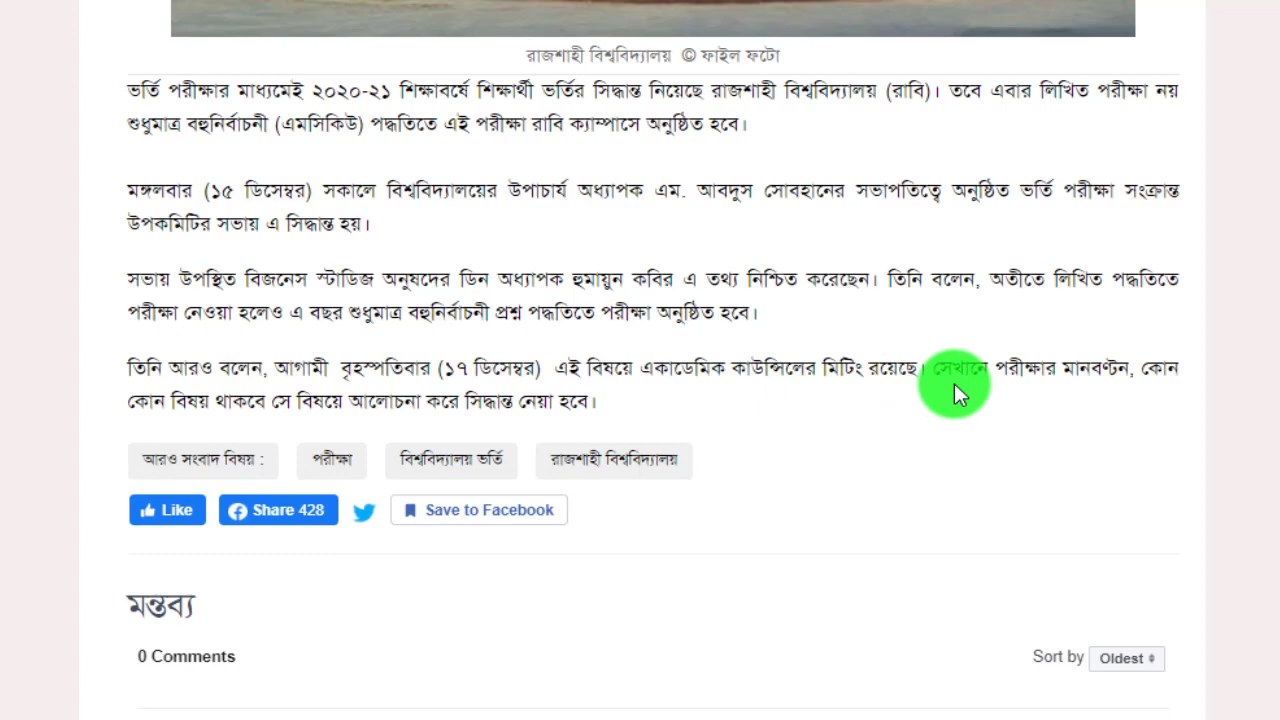 রাজশাহী বিশ্ববিদ্যালয় © ফাইল ফটো
ভর্তি পরীক্ষার মাধ্যমেই ২০২০-২১ শিক্ষাবর্ষে শিক্ষার্থী ভর্তির সিদ্ধান্ত নিয়েছে রাজশাহী বিশ্ববিদ্যালয় (রাবি)। তবে এবার লিখিত পরীক্ষা নয়
শুধুমাত্র বহুনির্বাচনী (এমসিকিউ) পদ্ধতিতে এই পরীক্ষা রাবি ক্যাম্পাসে অনুষ্ঠিত হবে।
মঙ্গলবার (১৫ ডিসেম্বর) সকালে বিশ্ববিদ্যালয়ের উপাচার্য অধ্যাপক এম. আবদুস সোবহানের সভাপতিত্বে অনুষ্ঠিত ভর্তি পরীক্ষা সংক্রান্ত
উপকমিটির সভায় এ সিদ্ধান্ত হয়।
সভায় উপস্থিত বিজনেস স্টাডিজ অনুষদের ডিন অধ্যাপক হুমায়ুন কবির এ তথ্য নিশ্চিত করেছেন। তিনি বলেন, অতীতে লিখিত পদ্ধতিতে
পরীক্ষা নেওয়া হলেও এ বছর শুধুমাত্র বহুনির্বাচনী প্রশ্ন পদ্ধতিতে পরীক্ষা অনুষ্ঠিত হবে।
তিনি আরও বলেন, আগামী বৃহস্পতিবার (১৭ ডিসেম্বর) এই বিষয়ে একাডেমিক কাউন্সিলের মিটিং রয়েছে। সেখানে পরীক্ষার মানবণ্টন, কোন
কোন বিষয় থাকবে সে বিষয়ে আলোচনা করে সিদ্ধান্ত নেয়া হবে।
আরও সংবাদ বিষয় : পরীক্ষা বিশ্ববিদ্যালয় ভর্তি রাজশাহী বিশ্ববিদ্যালয়
Like Share 428 Save to Facebook
মন্তব্য
0 Comments Sort by Oldest